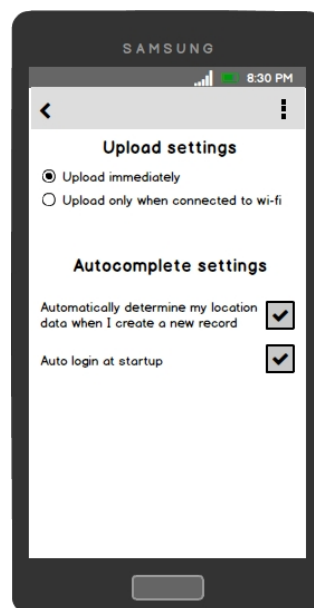 SAMSUNG
8:30 PM
Upload settings
Upload immediately
Upload only when connected to wi-fi
Autocomplete settings
Automatically determine my location
data when I create a new record
Auto login at startup